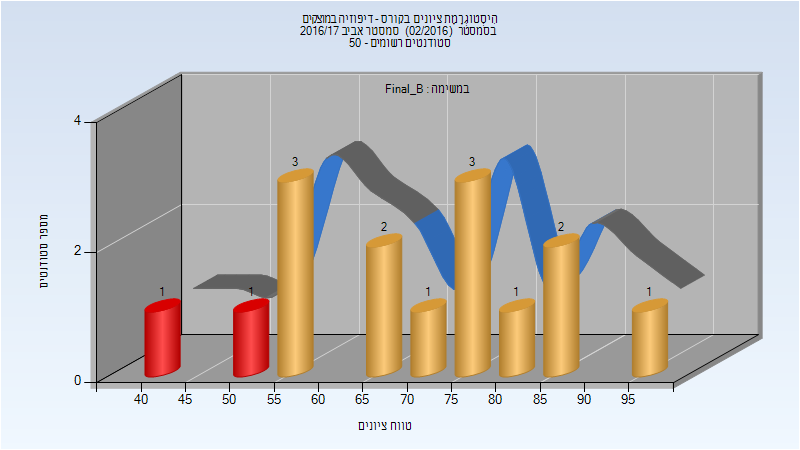 היסטוגרמת ציונים בקורס - דיפוזיה במוצקים
בסמסטר (02/2016) סמסטר אביב 2016/17
סטודנטים רשומים - 50
במשימה : Final_B
מספר סטודנטים
4
2
0
1
1
3
2
1
3
1
2
1
40 45 50 55 60 65 70 75 80 85 90 95
טווח ציונים